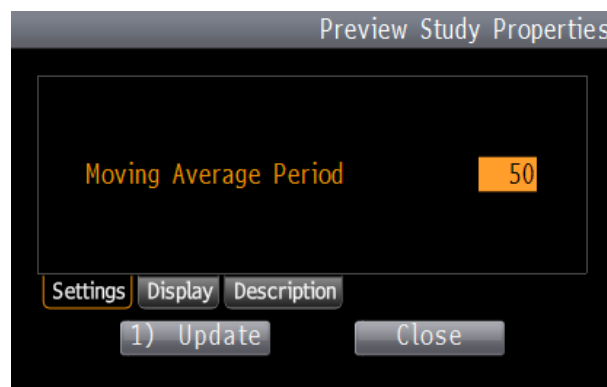 Preview Study Properties
Moving Average Period 50
Settings Display Description
1) Update Close